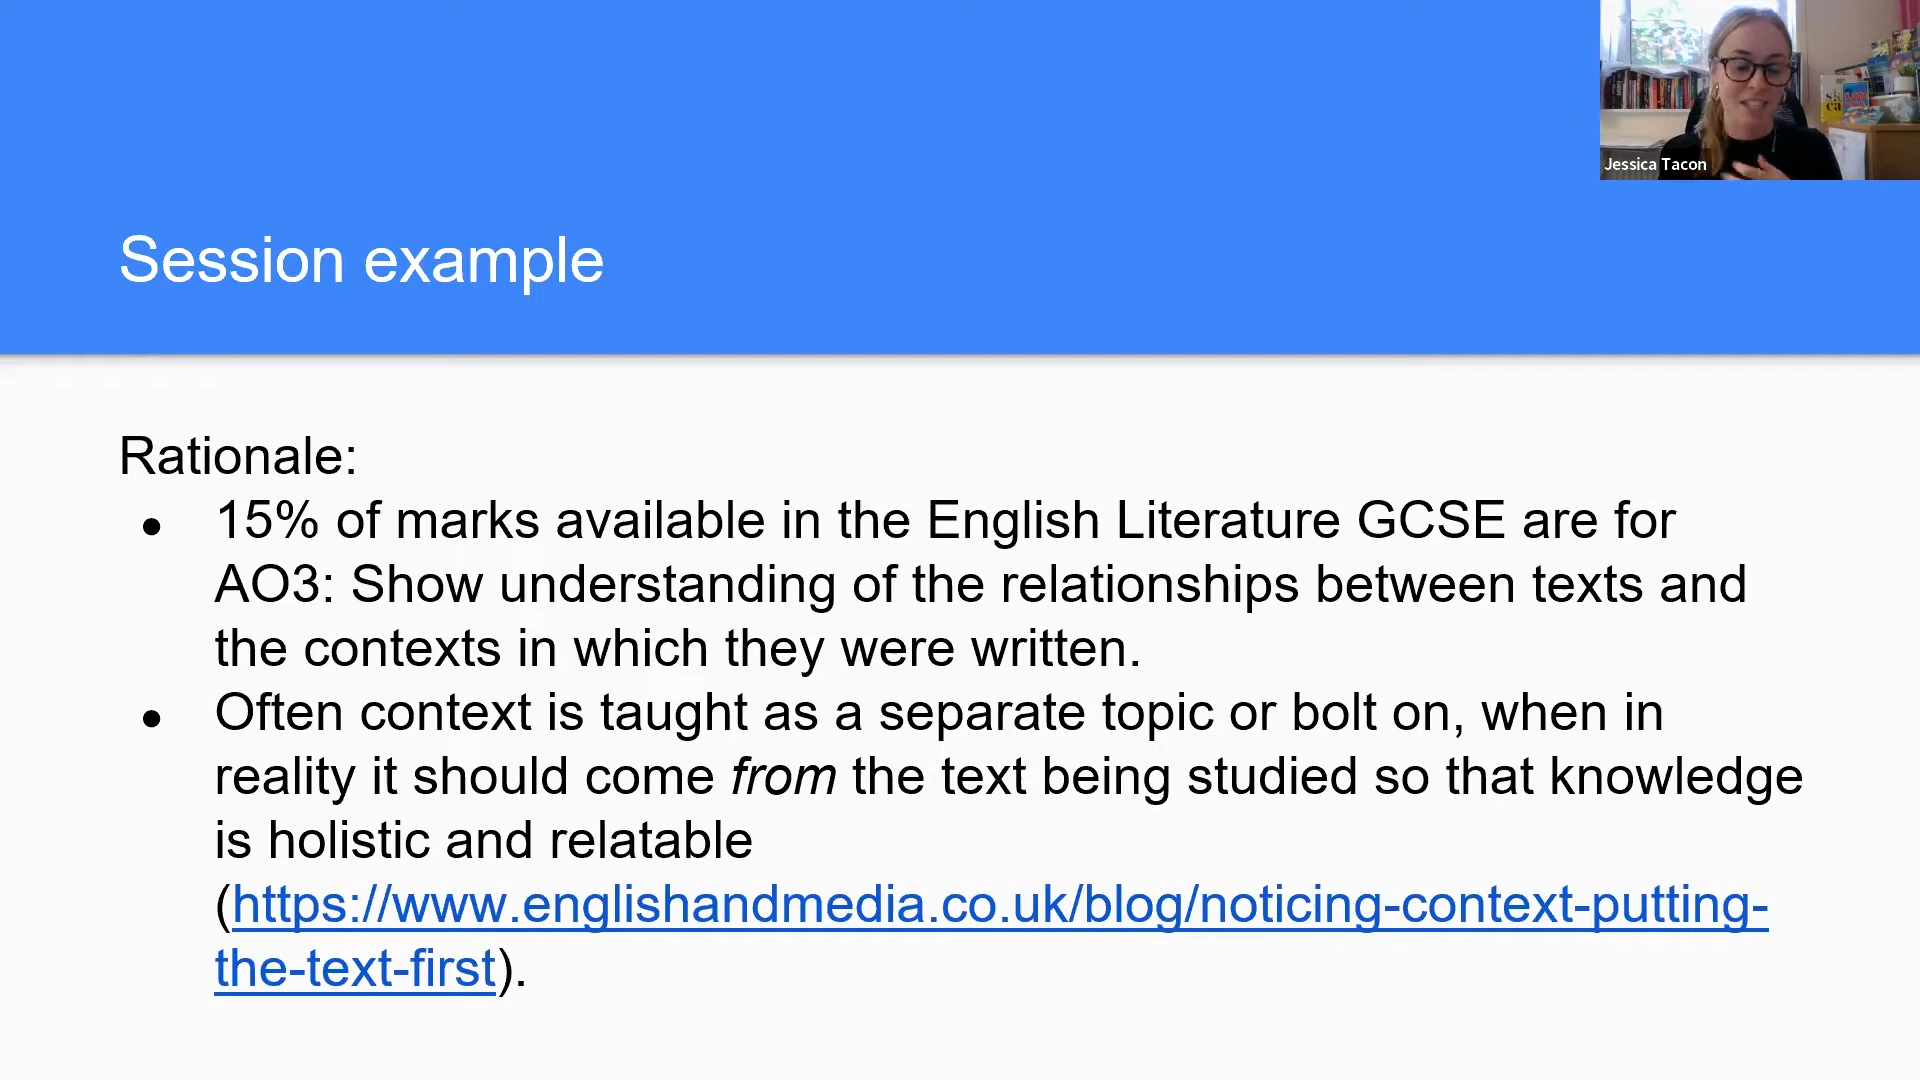 Jessica Tacon
Session example
Rationale:
● 15% of marks available in the English Literature GCSE are for
AO3: Show understanding of the relationships between texts and
the contexts in which they were written.
● Often context is taught as a separate topic or bolt on, when in
reality it should come from the text being studied so that knowledge
is holistic and relatable
(https://www.englishandmedia.co.uk/blog/noticing-context-putting-
the-text-first).